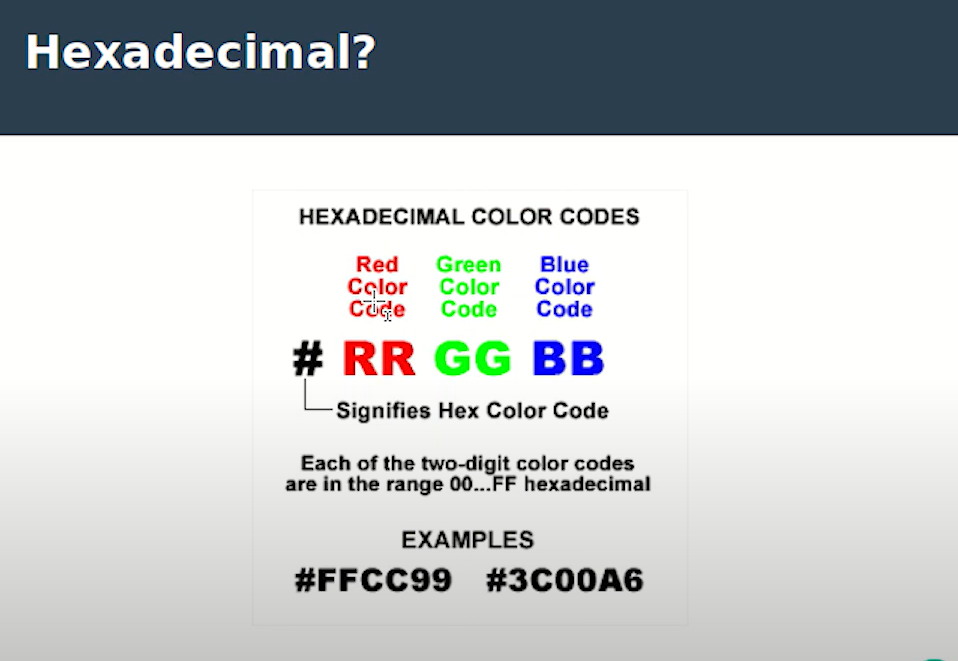 Hexadecimal?
HEXADECIMAL COLOR CODES
Red Green Blue
Color Color Color
Code Code Code
# RR GG BB
Signifies Hex Color Code
Each of the two-digit color codes
are in the range 00...FF hexadecimal
EXAMPLES
#FFCC99 #3C00A6